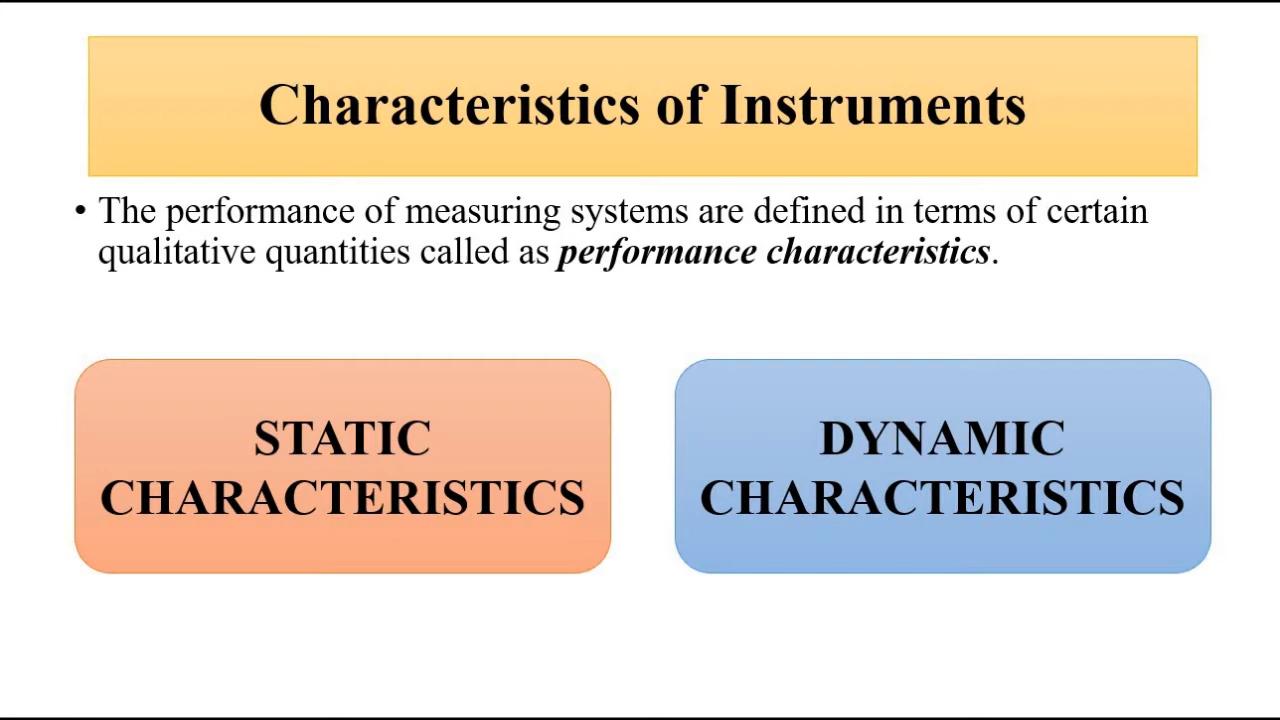 Characteristics of Instruments
• The performance of measuring systems are defined in terms of certain
qualitative quantities called as performance characteristics.
STATIC
CHARACTERISTICS
DYNAMIC
CHARACTERISTICS